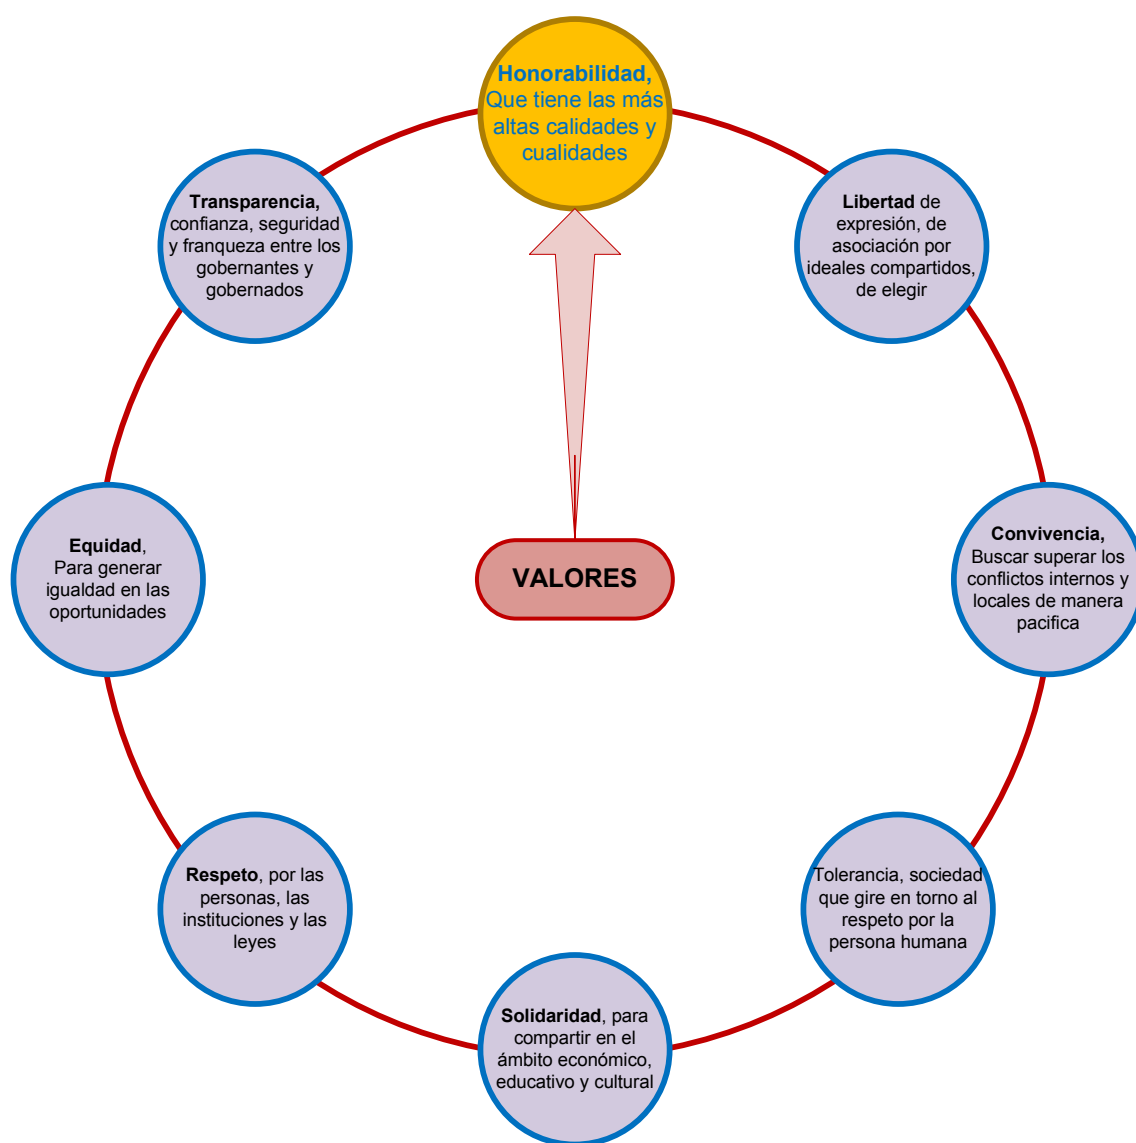 Honorabilidad,
Que tiene las más
altas calidades y
cualidades
Libertad de
expresión, de
asociación por
ideales compartidos,
de elegir
Convivencia,
Buscar superar los
conflictos internos y
locales de manera
pacifica
Tolerancia, sociedad
que gire en torno al
respeto por la
persona humana
Solidaridad, para
compartir en el
ámbito económico,
educativo y cultural
Respeto, por las
personas, las
instituciones y las
leyes
Equidad,
Para generar
igualdad en las
oportunidades
Transparencia,
confianza, seguridad
y franqueza entre los
gobernantes y
gobernados
VALORES